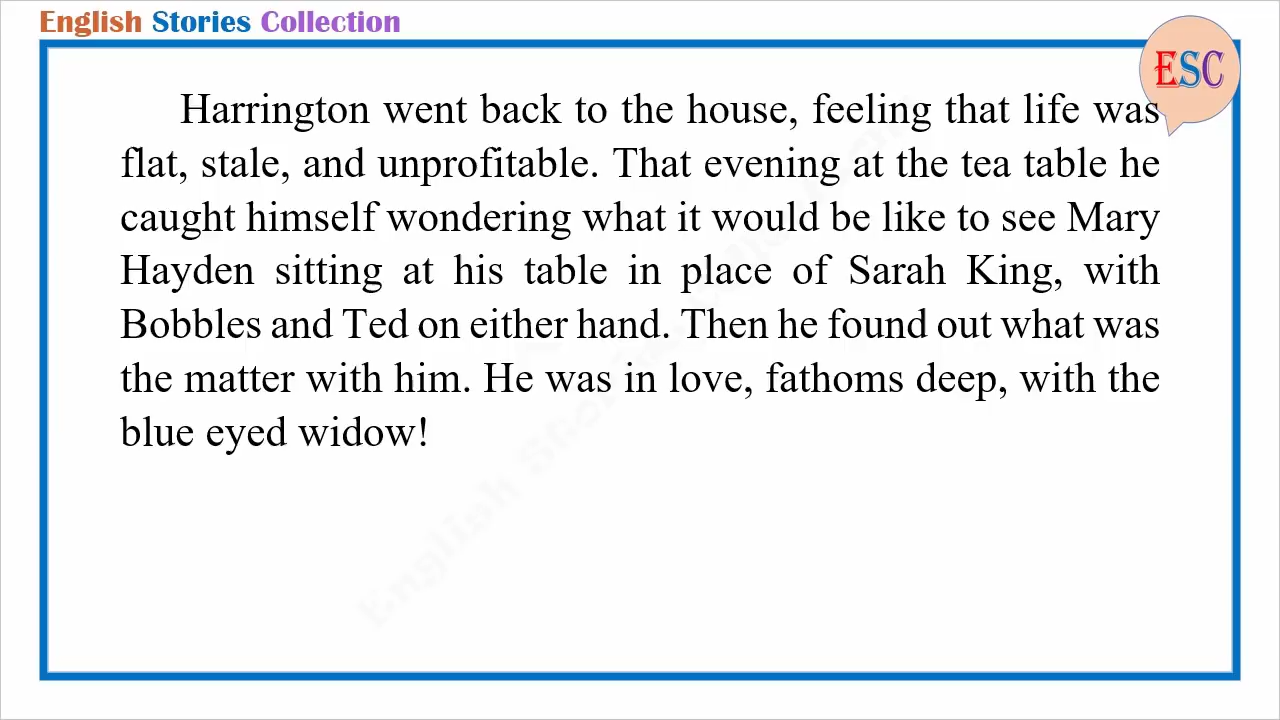 English Stories Collection
ESC
Harrington went back to the house, feeling that life was
flat, stale, and unprofitable. That evening at the tea table he
caught himself wondering what it would be like to see Mary
Hayden sitting at his table in place of Sarah King, with
Bobbles and Ted on either hand. Then he found out what was
the matter with him. He was in love, fathoms deep, with the
blue eyed widow!